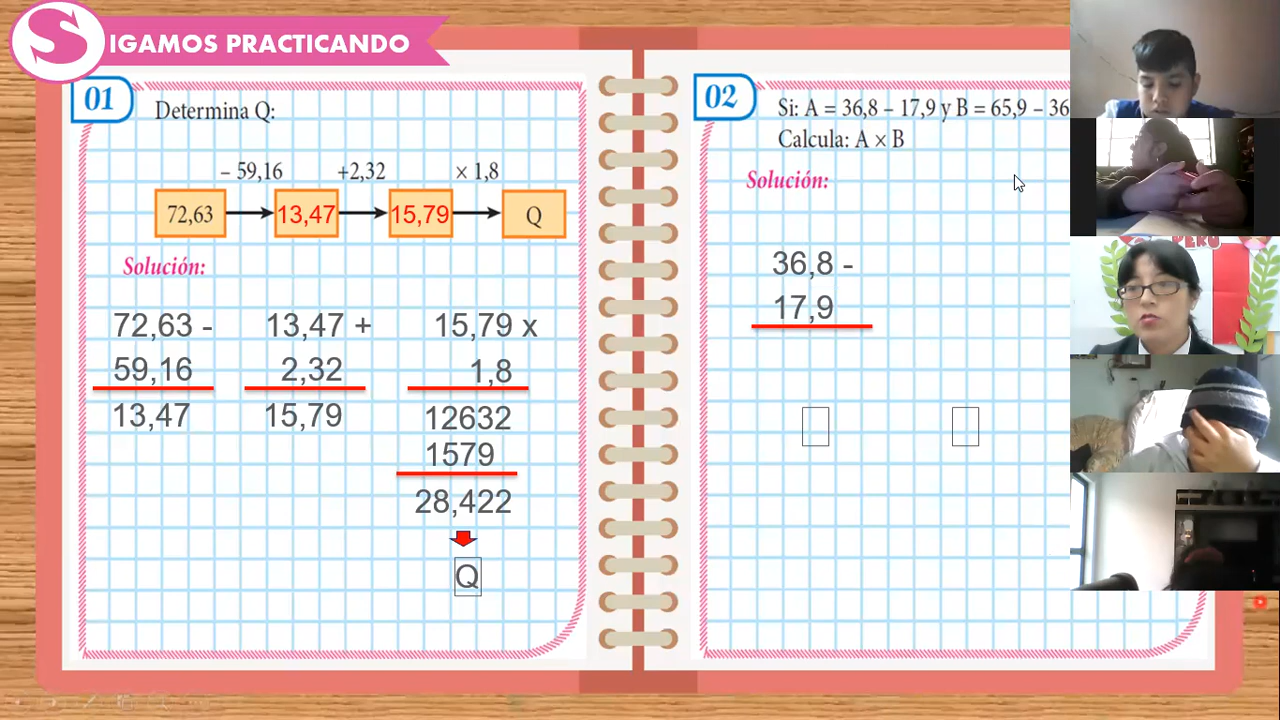 SIGAMOS PRACTICANDO
01
Determina Q:
– 59,16 +2,32 × 1,8
72,63 13,47 15,79 Q
Solución:
72,63 - 13,47 + 15,79 x
59,16 2,32 1,8
13,47 15,79 12632
1579
28,422
Q
02
Si: A = 36,8 – 17,9 y B = 65,9 – 36
Calcula: A × B
Solución:
36,8 -
17,9
PERÚ